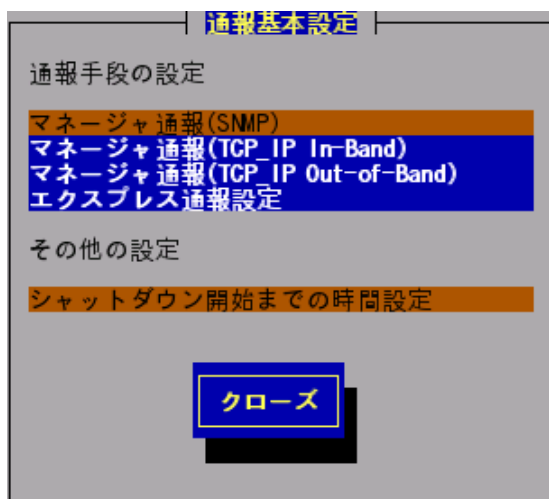 通報基本設定
通報手段の設定
マネージャ通報(SNMP)
マネージャ通報(TCP_IP In-Band)
マネージャ通報(TCP_IP Out-of-Band)
エクスプレス通報設定
その他の設定
シャットダウン開始までの時間設定
クローズ